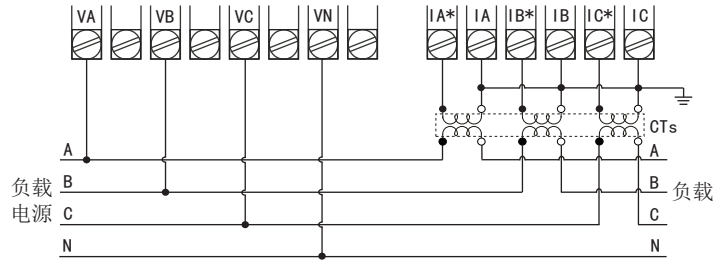 VA VB VC VN IA* IA IB* IB IC* IC
CTs
A A
B B
负载 负载
电源 C C
N N